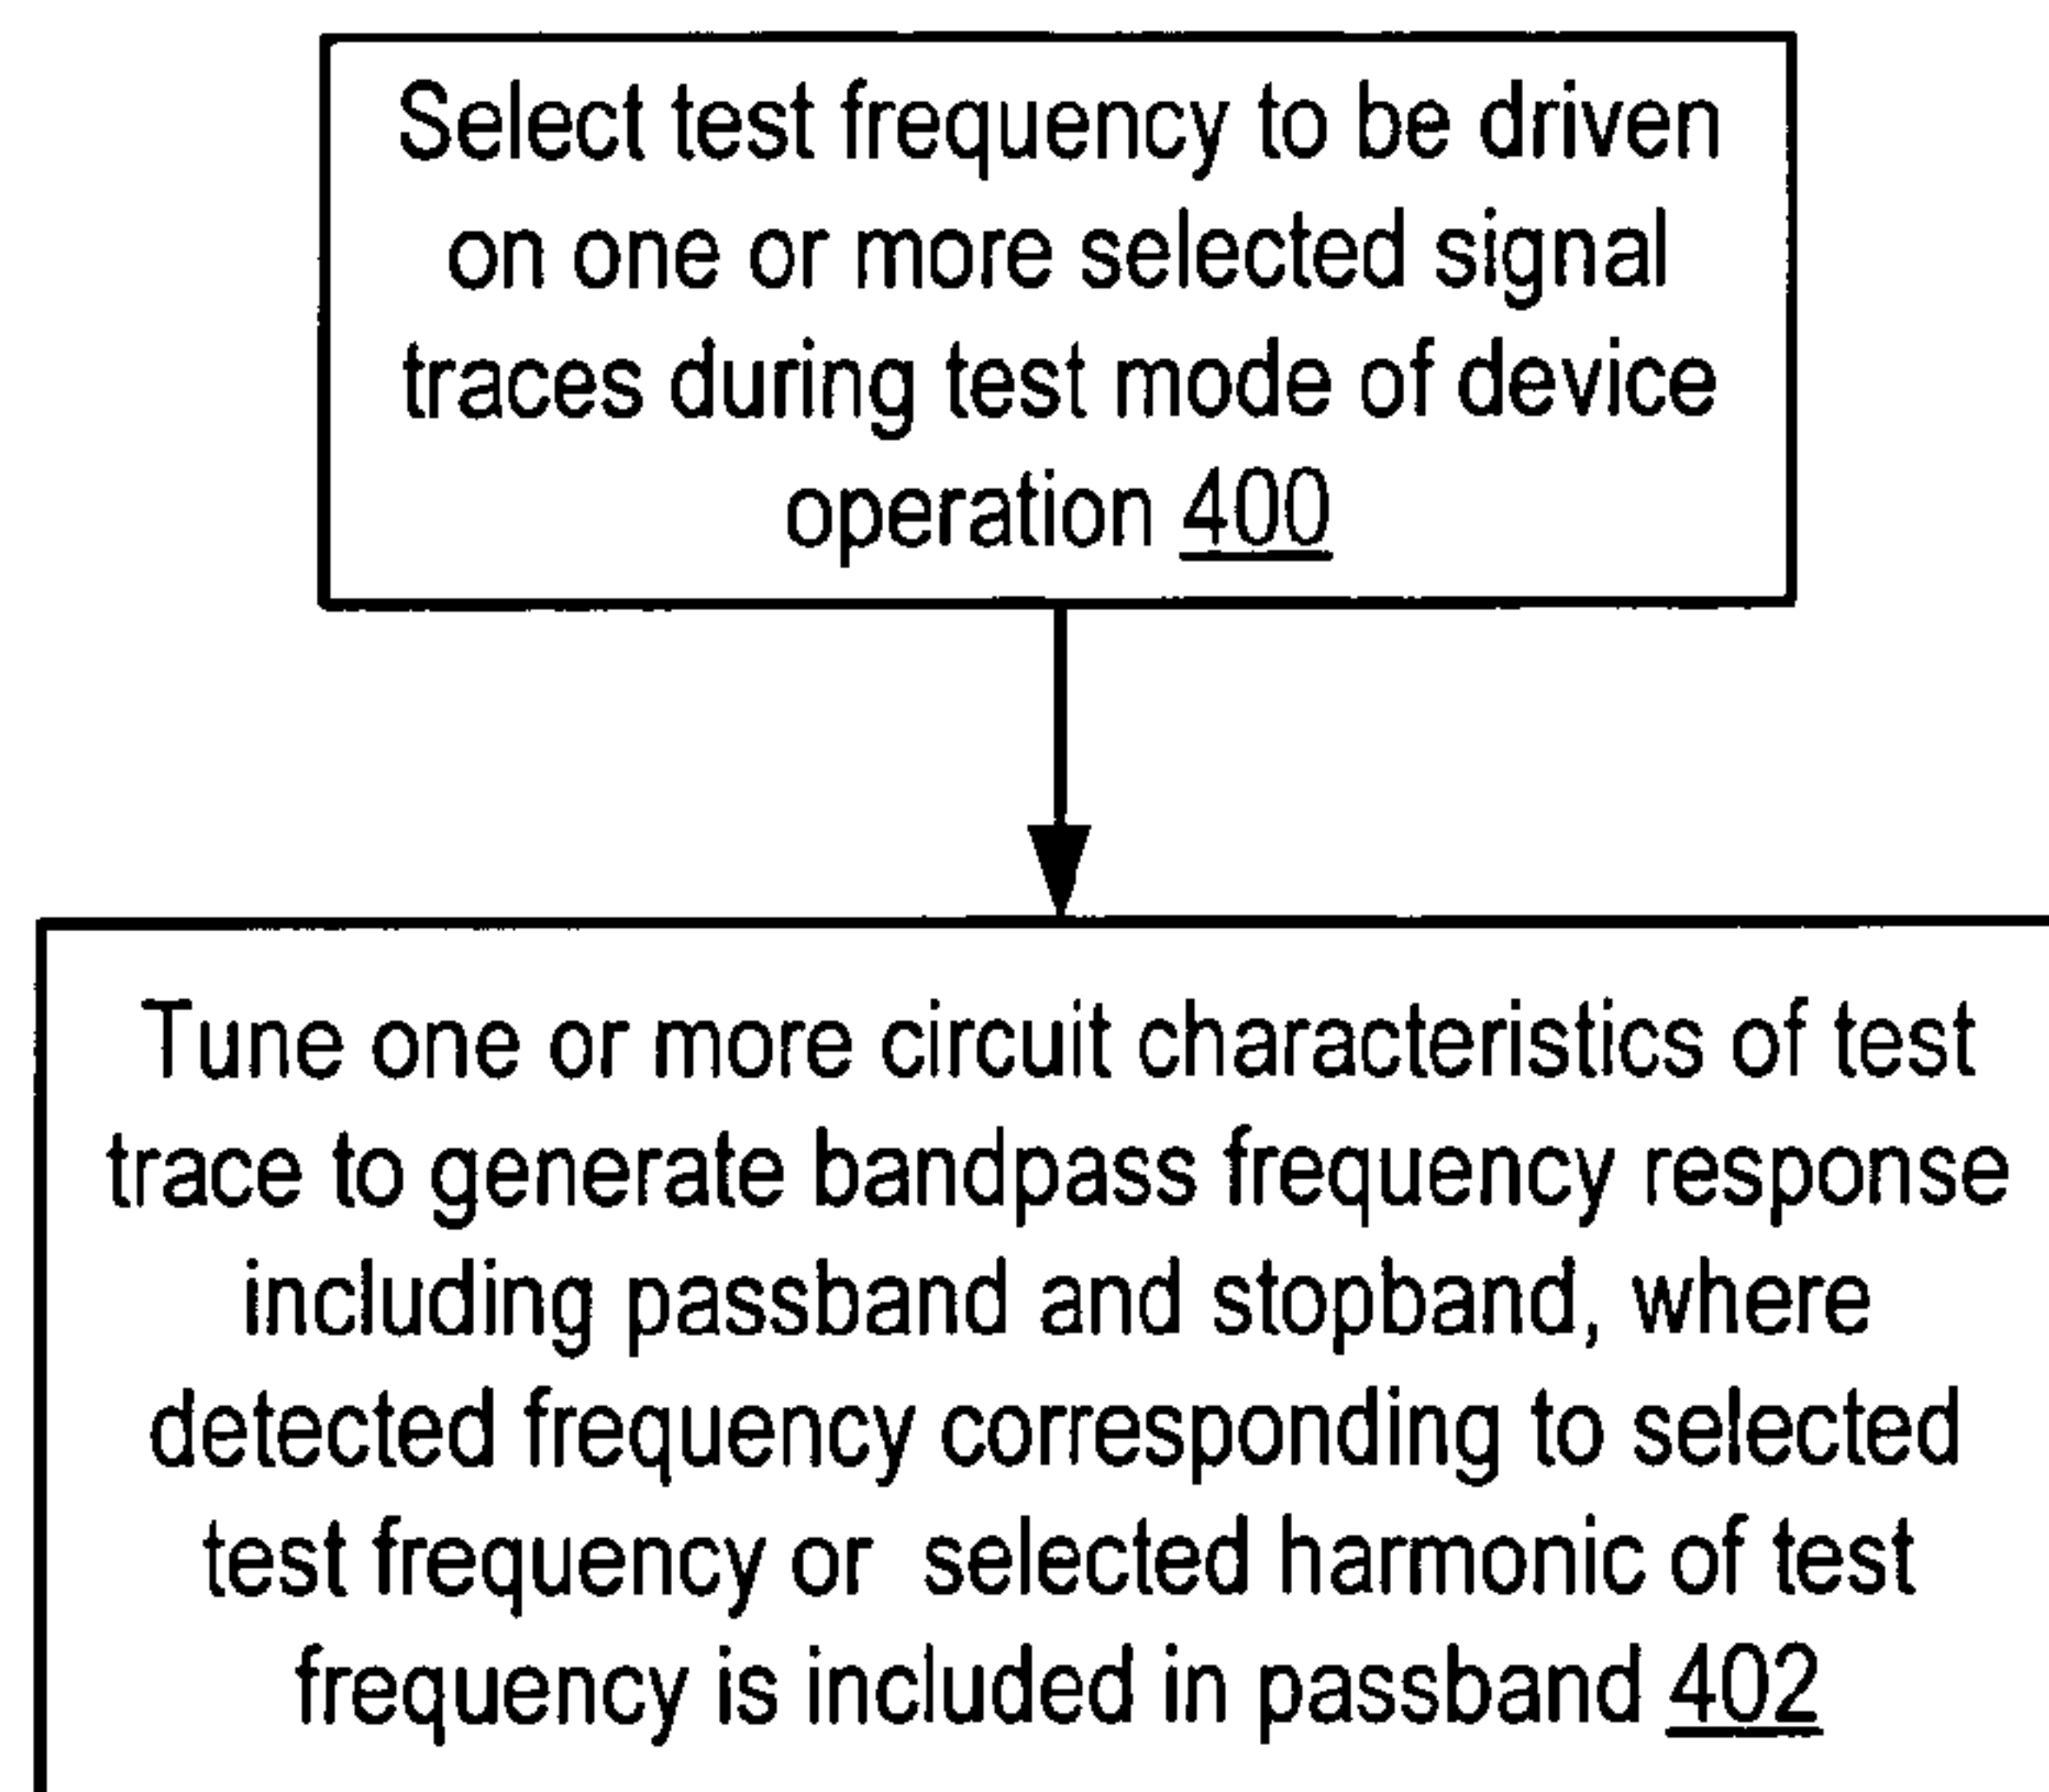 Select test frequency to be driven
on one or more selected signal
traces during test mode of device
operation 400
Tune one or more circuit characteristics of test
trace to generate bandpass frequency response
including passband and stopband, where
detected frequency corresponding to selected
test frequency or selected harmonic of test
frequency is included in passband 402